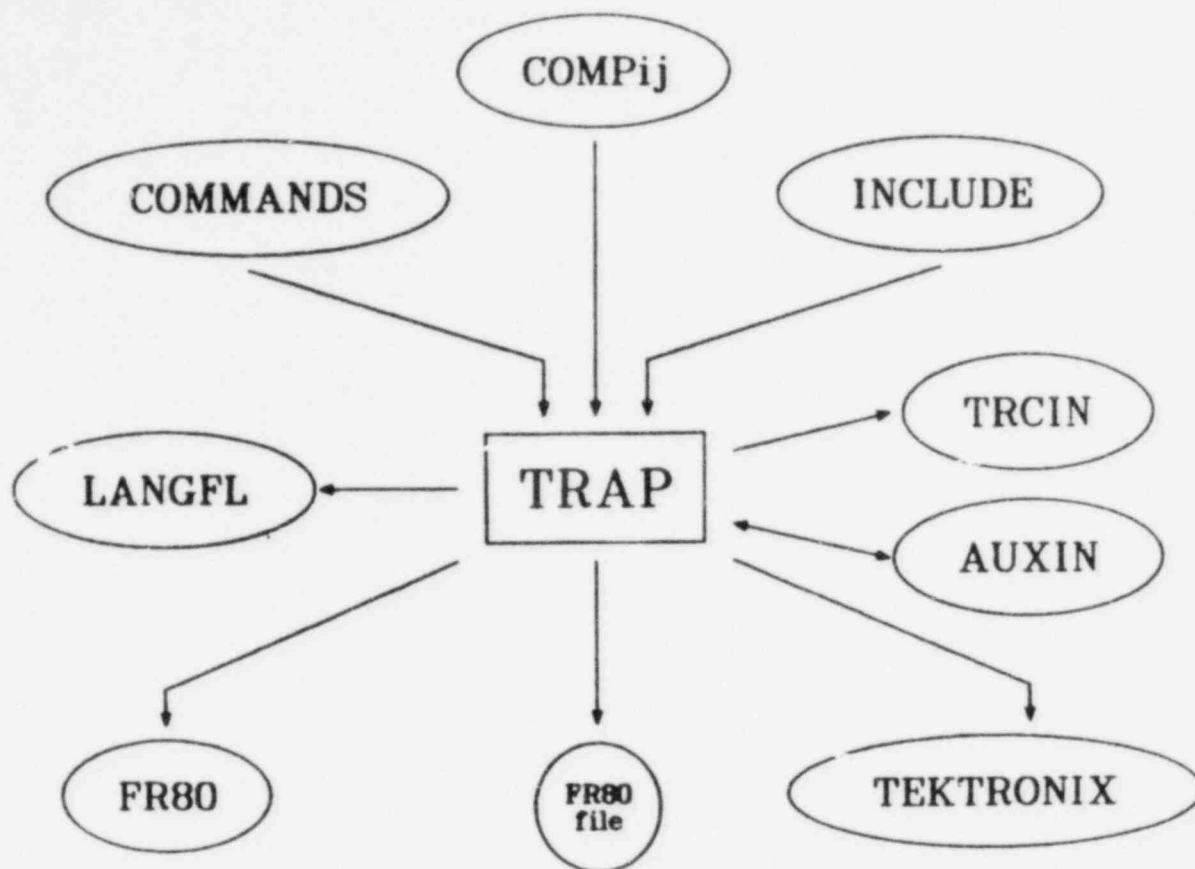 COMPij
COMMANDS
INCLUDE
TRCIN
LANGFL
TRAP
AUXIN
FR80
FR80
file
TEKTRONIX